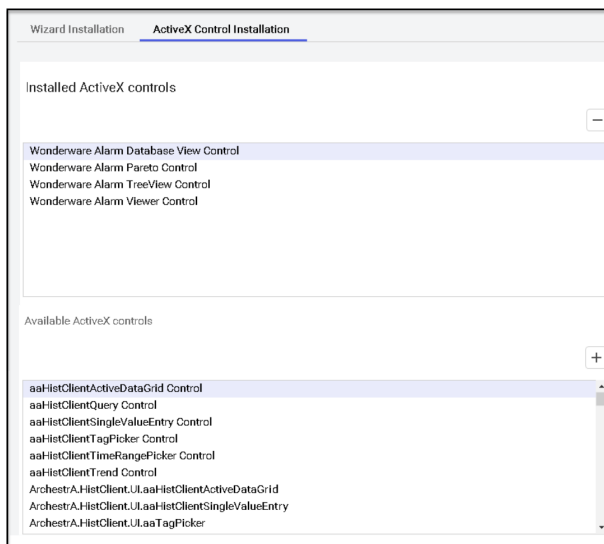 Wizard Installation
ActiveX Control Installation
Installed ActiveX controls
Wonderware Alarm Database View Control
Wonderware Alarm Pareto Control
Wonderware Alarm TreeView Control
Wonderware Alarm Viewer Control
Available ActiveX controls
aaHistClientActiveDataGrid Control
aaHistClientQuery Control
aaHistClientSingleValueEntry Control
aaHistClientTagPicker Control
aaHistClientTimeRangePicker Control
aaHistClientTrend Control
ArchestrA.HistClient.UI.aaHistClientActiveDataGrid
ArchestrA.HistClient.UI.aaHistClientSingleValueEntry
ArchestrA.HistClient.UI.aaTagPicker